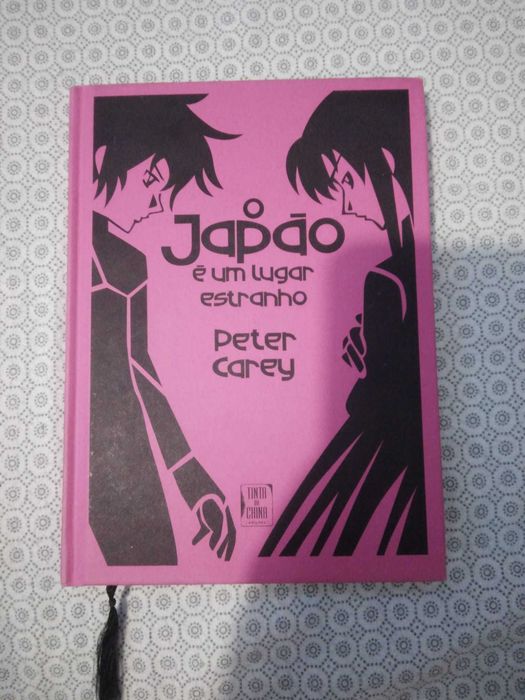 O
Japão
é um lugar
estranho
Peter
Carey
TINTA
DA
CHINA